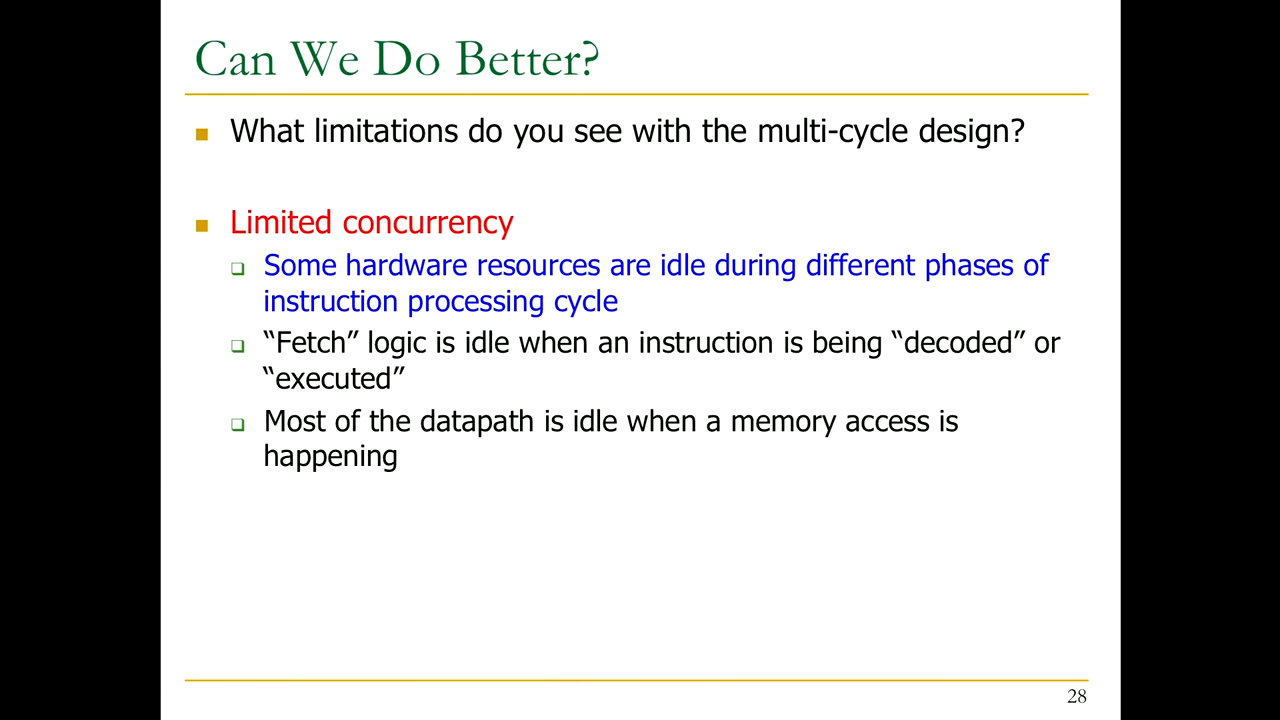 Can We Do Better?
What limitations do you see with the multi-cycle design?
Limited concurrency
Some hardware resources are idle during different phases of
instruction processing cycle
“Fetch” logic is idle when an instruction is being “decoded” or
“executed”
Most of the datapath is idle when a memory access is
happening
28